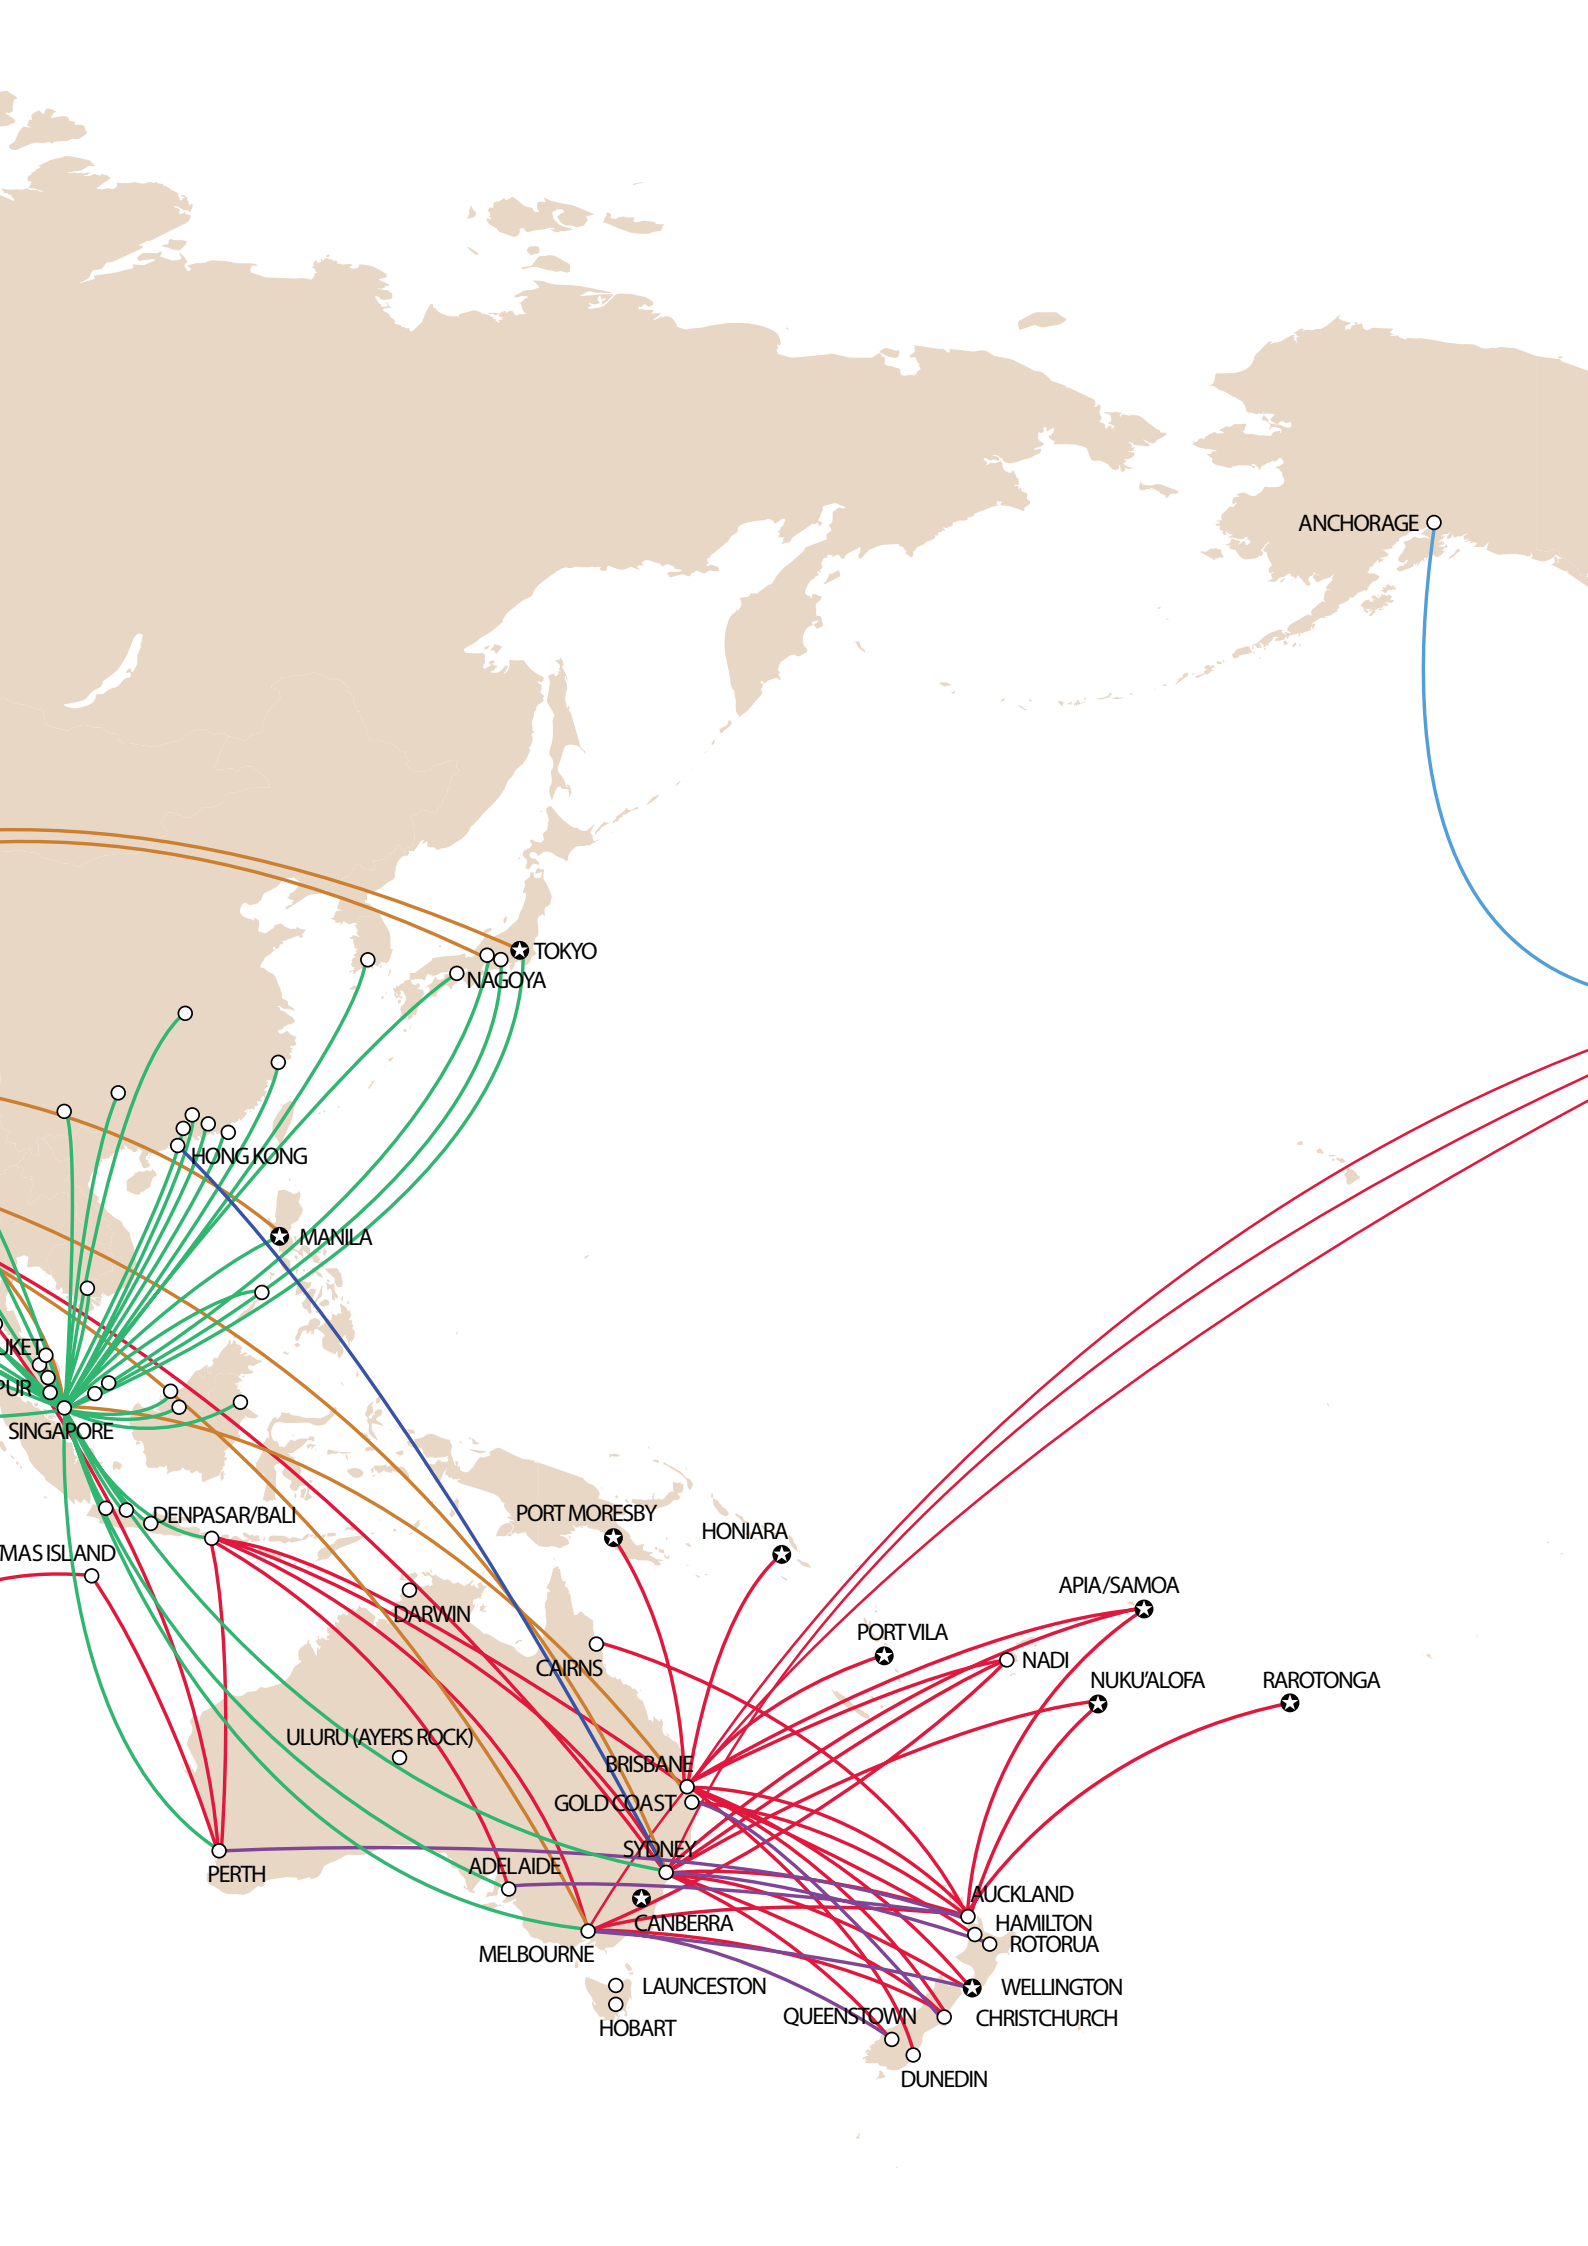 ANCHORAGE
TOKYO
NAGOYA
HONG KONG
MANILA
UKET
PUR
SINGAPORE
DENPASAR/BALI
PORT MORESBY
HONIARA
MAS ISLAND
APIA/SAMOA
DARWIN
PORT VILA
NADI
CAIRNS
NUKU'ALOFA
RAROTONGA
ULURU (AYERS ROCK)
BRISBANE
GOLD COAST
SYDNEY
ADELAIDE
PERTH
AUCKLAND
CANBERRA
HAMILTON
ROTORUA
MELBOURNE
LAUNCESTON
WELLINGTON
QUEENSTOWN
CHRISTCHURCH
HOBART
DUNEDIN